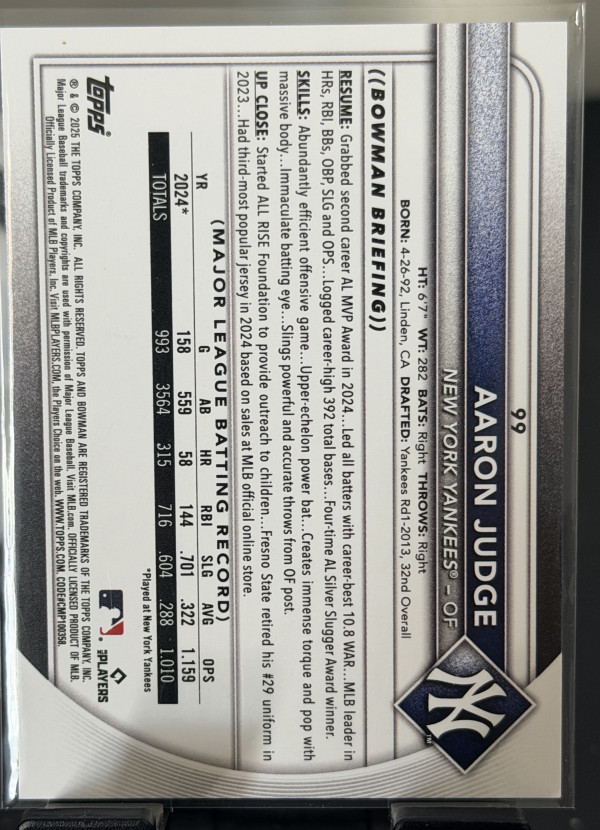 99
AARON JUDGE
NEW YORK YANKEES® – OF
HT: 6'7" WT: 282 BATS: Right THROWS: Right
BORN: 4-26-92, Linden, CA DRAFTED: Yankees Rd1-2013, 32nd Overall
((BOWMAN BRIEFING))
RESUME: Grabbed second career AL MVP Award in 2024...Led all batters with career-best 10.8 WAR...MLB leader in
HRs, RBI, BBs, OBP, SLG and OPS...Logged career-high 392 total bases...Four-time AL Silver Slugger Award winner.
SKILLS: Abundantly efficient offensive game...Upper-echelon power bat...Creates immense torque and pop with
massive body...Immaculate batting eye...Slings powerful and accurate throws from OF post.
UP CLOSE: Started ALL RISE Foundation to provide outreach to children...Fresno State retired his #29 uniform in
2023...Had third-most popular jersey in 2024 based on sales at MLB official online store.
(MAJOR LEAGUE BATTING RECORD)
YR G AB HR RBI SLG AVG OPS
2024* 158 559 58 144 .701 .322 1.159
TOTALS 993 3564 315 716 .604 .288 1.010
*Played at New York Yankees
topps®
® & © 2025 THE TOPPS COMPANY, INC. ALL RIGHTS RESERVED. TOPPS AND BOWMAN ARE REGISTERED TRADEMARKS OF THE TOPPS COMPANY, INC.
Major League Baseball trademarks and copyrights are used with permission of Major League Baseball. Visit MLB.com. OFFICIALLY LICENSED PRODUCT OF MLB.
Officially Licensed Product of MLB Players, Inc. Visit MLBPLAYERS.COM, the Players Choice on the web. WWW.TOPPS.COM. CODE#CMP100358
PLAYERS
NY
TM